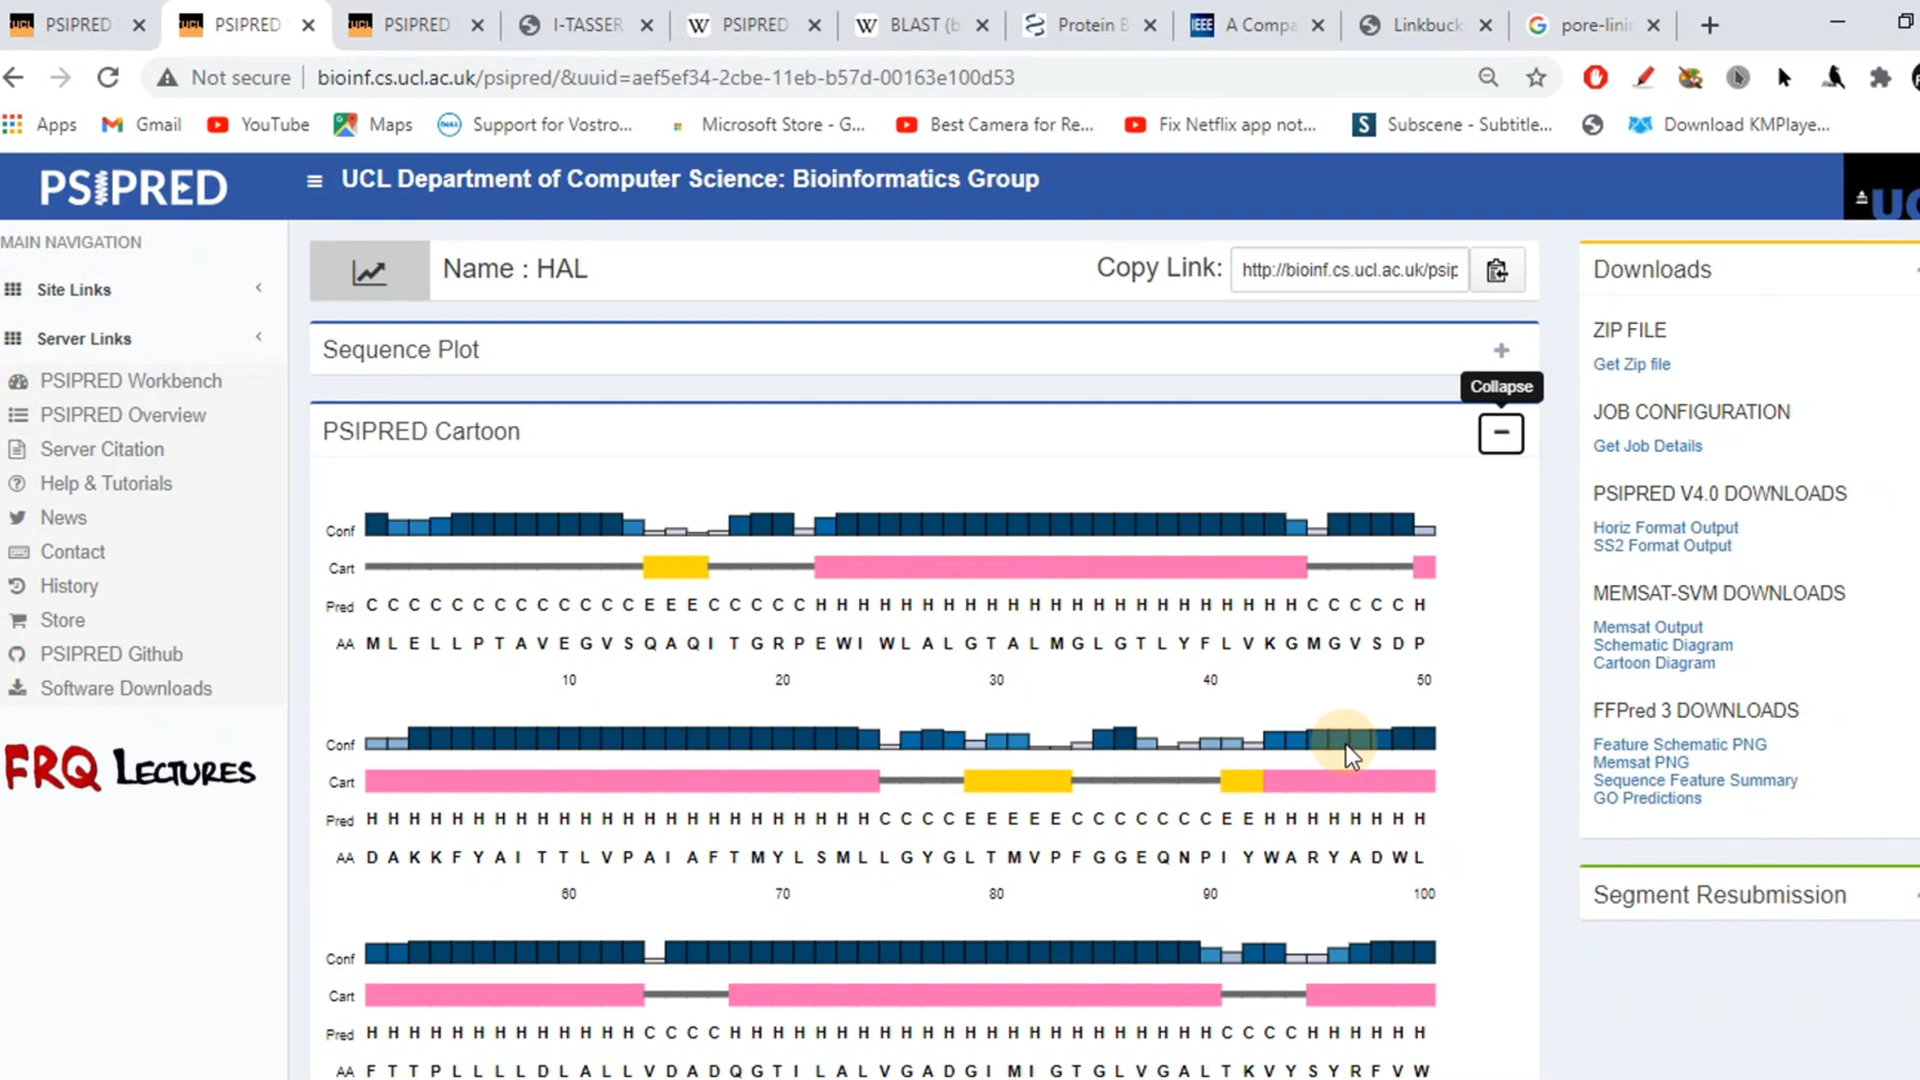 PSIPRED
PSIPRED
PSIPRED
I-TASSER
PSIPRED
BLAST (b
Protein B
A Compa
Linkbuck
pore-linin
Not secure
bioinf.cs.ucl.ac.uk/psipred/&uuid=aef5ef34-2cbe-11eb-b57d-00163e100d53
Apps
Gmail
YouTube
Maps
Support for Vostro...
Microsoft Store - G...
Best Camera for Re...
Fix Netflix app not...
Subscene - Subtitle...
Download KMPlaye...
PSIPRED
UCL Department of Computer Science: Bioinformatics Group
MAIN NAVIGATION
Site Links
Server Links
PSIPRED Workbench
PSIPRED Overview
Server Citation
Help & Tutorials
News
Contact
History
Store
PSIPRED Github
Software Downloads
FRQ LECTURES
Name : HAL
Copy Link: http://bioinf.cs.ucl.ac.uk/psip
Sequence Plot
Collapse
PSIPRED Cartoon
Conf
Cart
Pred C C C C C C C C C C C C C E E E C C C C C H H H H H H H H H H H H H H H H H H H H H H H C C C C C H
AA M L E L L P T A V E G V S Q A Q I T G R P E W I W L A L G T A L M G L G T L Y F L V K G M G V S D P
10 20 30 40 50
Conf
Cart
Pred H H H H H H H H H H H H H H H H H H H H H H H H C C C C E E E E E C C C C C C C E E H H H H H H H H
AA D A K K F Y A I T T L V P A I A F T M Y L S M L L G Y G L T M V P F G G E Q N P I Y W A R Y A D W L
60 70 80 90 100
Conf
Cart
Pred H H H H H H H H H H H H H C C C C H H H H H H H H H H H H H H H H H H H H H H H C C C C H H H H H H
AA F T T P L L L L D L A L L V D A D Q G T I L A L V G A D G I M I G T G L V G A L T K V Y S Y R F V W
Downloads
ZIP FILE
Get Zip file
JOB CONFIGURATION
Get Job Details
PSIPRED V4.0 DOWNLOADS
Horiz Format Output
SS2 Format Output
MEMSAT-SVM DOWNLOADS
Memsat Output
Schematic Diagram
Cartoon Diagram
FFPred 3 DOWNLOADS
Feature Schematic PNG
Memsat PNG
Sequence Feature Summary
GO Predictions
Segment Resubmission